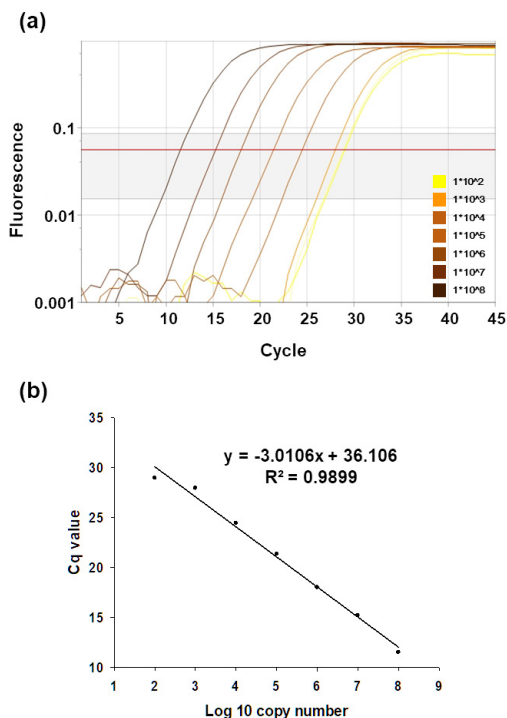 (a)
Fluorescence
0.1
0.01
0.001
1*10^2
1*10^3
1*10^4
1*10^5
1*10^6
1*10^7
1*10^8
5 10 15 20 25 30 35 40 45
Cycle
(b)
Cq value
35
30
25
20
15
10
y = -3.0106x + 36.106
R² = 0.9899
1 2 3 4 5 6 7 8 9
Log 10 copy number